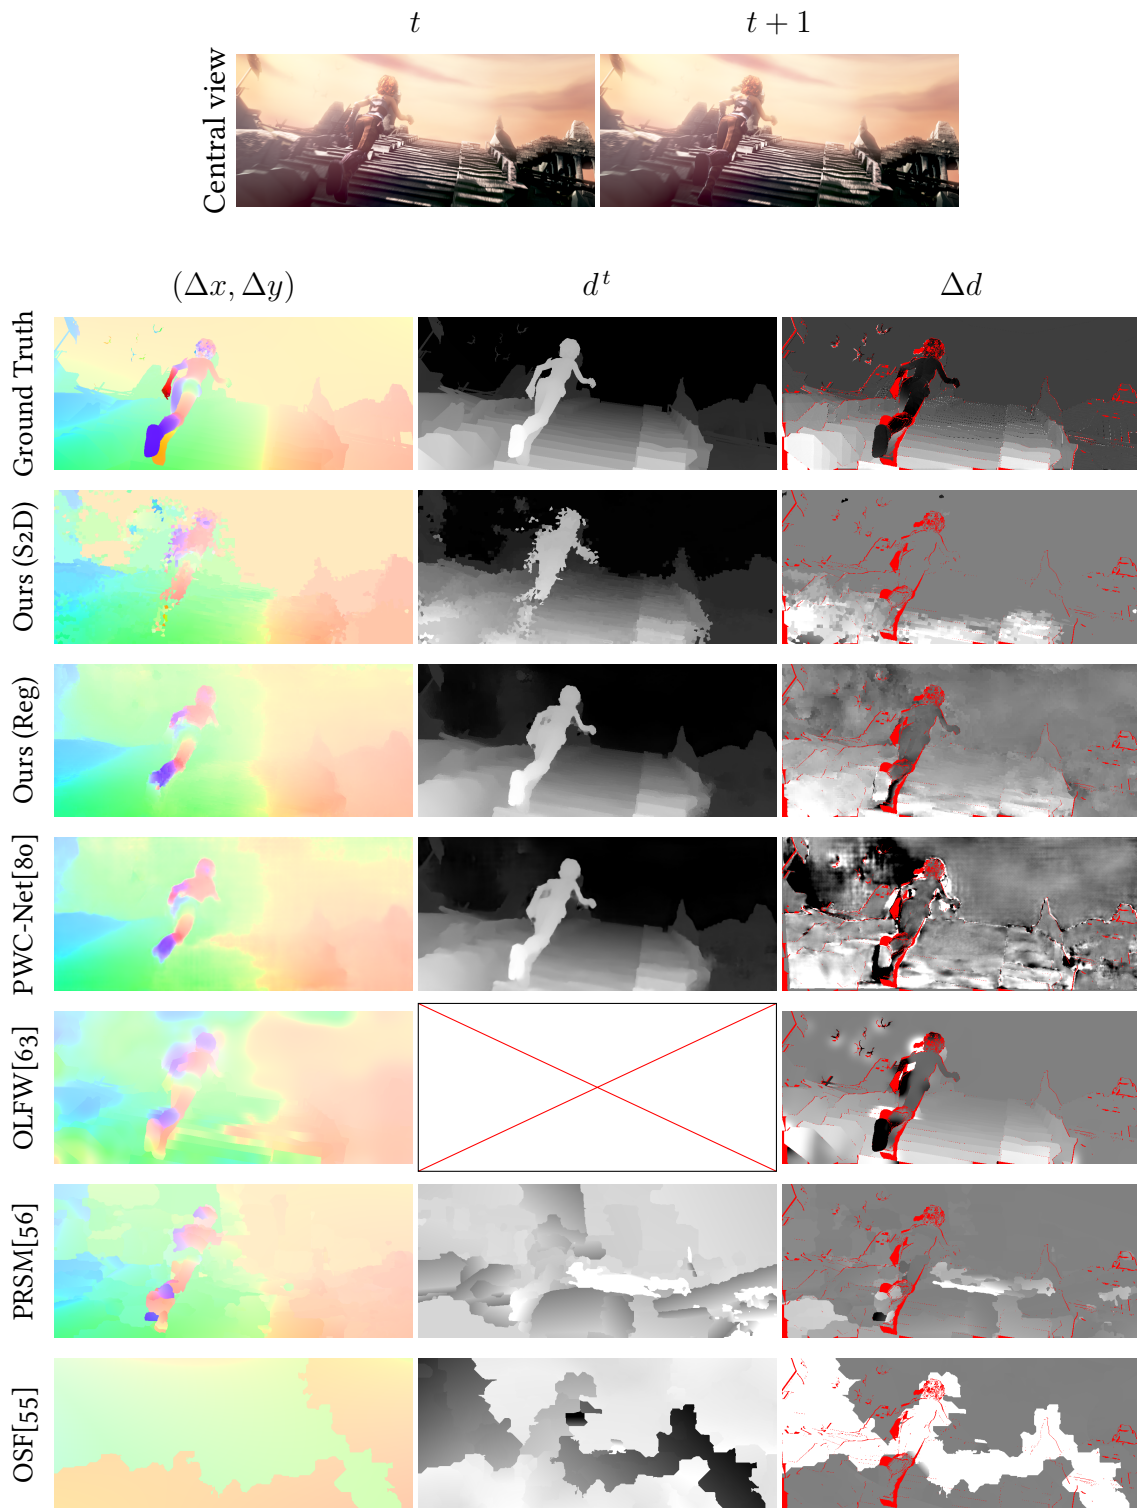 t
t + 1
Central view
(Δx, Δy)
d^t
Δd
Ground Truth
Ours (S2D)
Ours (Reg)
PWC-Net[80]
OLFW[63]
PRSM[56]
OSF[55]